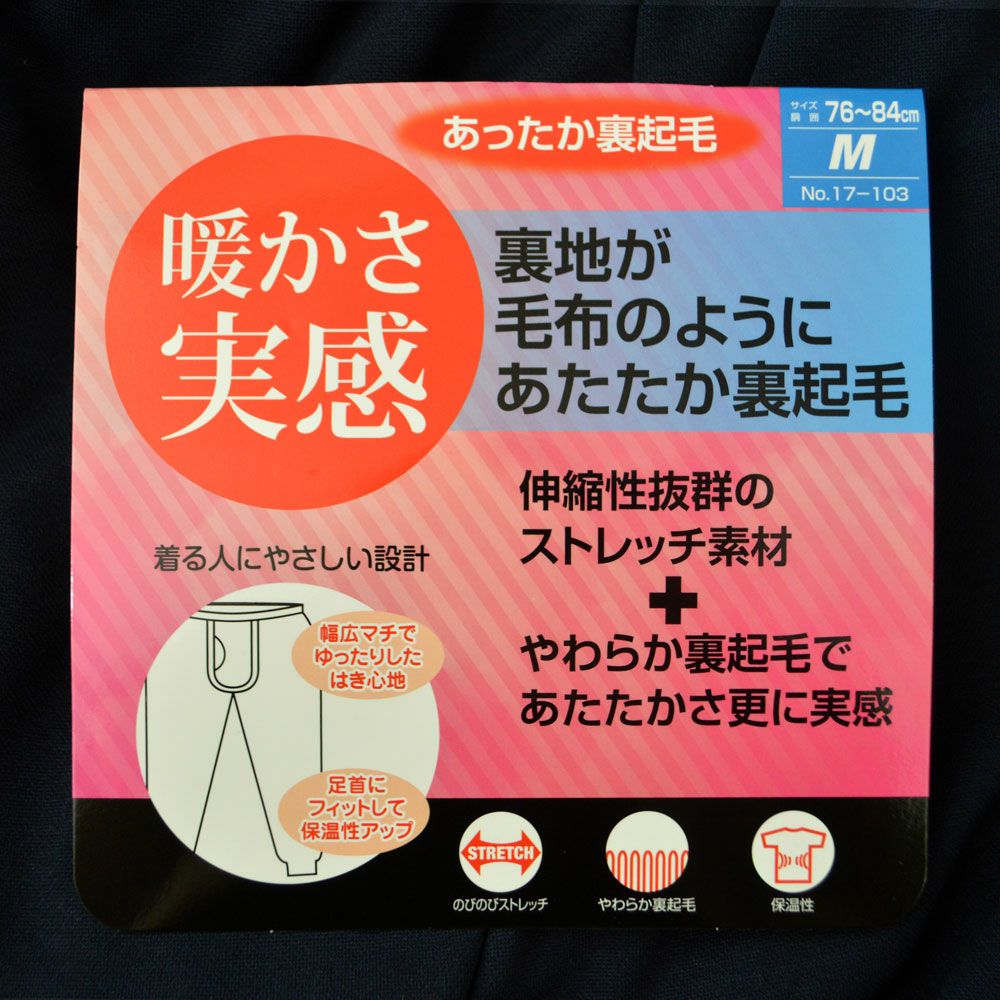 あったか裏起毛
サイズ
胴囲 76〜84cm
M
No.17-103
暖かさ
実感
裏地が
毛布のように
あたたか裏起毛
伸縮性抜群の
ストレッチ素材
+
やわらか裏起毛で
あたたかさ更に実感
着る人にやさしい設計
幅広マチで
ゆったりした
はき心地
足首に
フィットして
保温性アップ
STRETCH
のびのびストレッチ
やわらか裏起毛
保温性